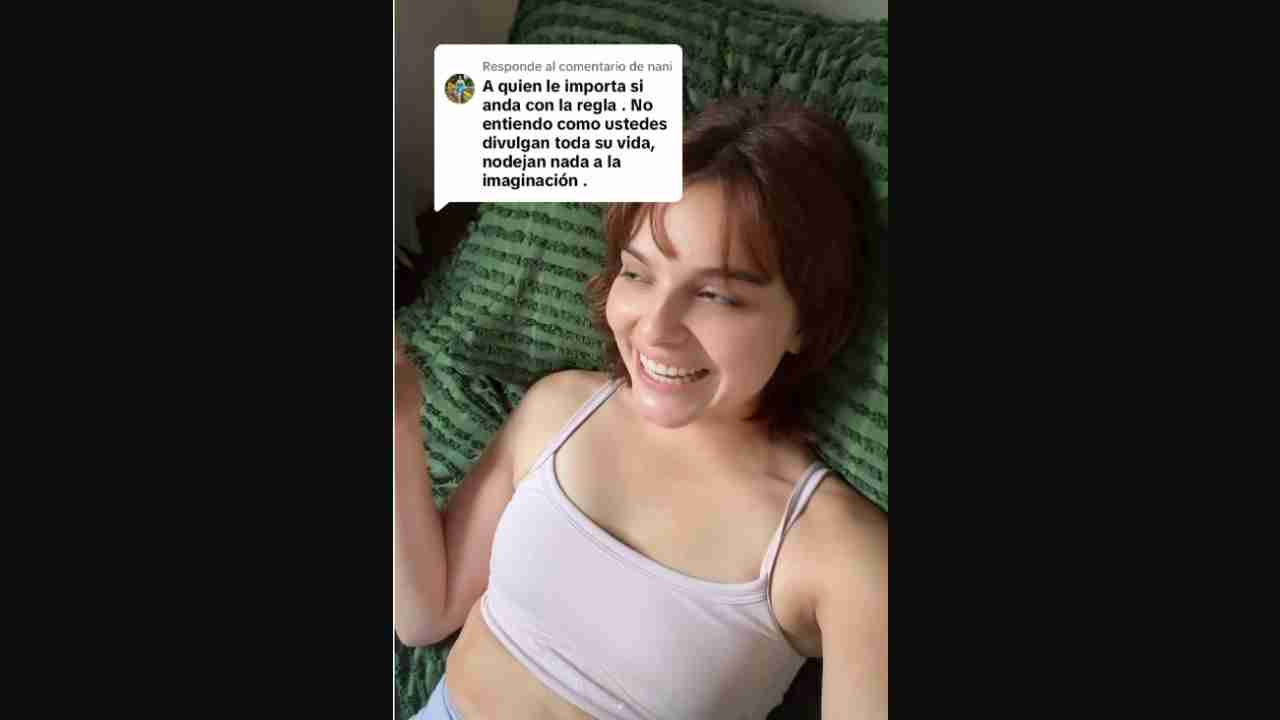 Responde al comentario de nani
A quien le importa si
anda con la regla . No
entiendo como ustedes
divulgan toda su vida,
nodejan nada a la
imaginación .